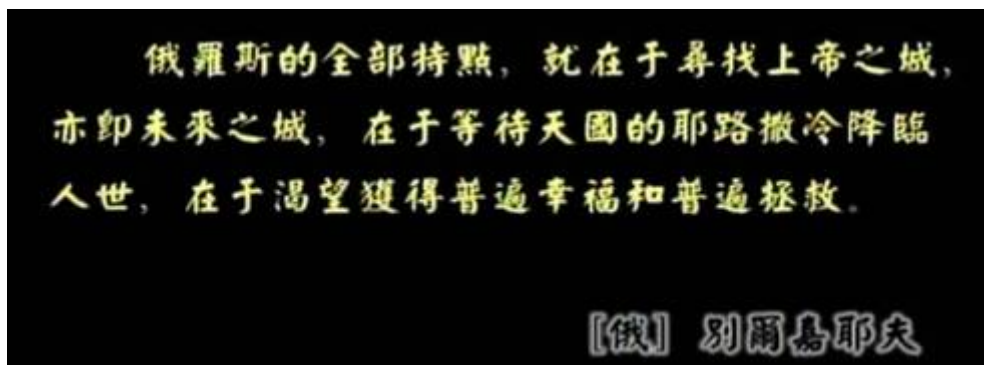 俄羅斯的全部特點，就在于尋找上帝之城，
亦即未來之城，在于等待天國的耶路撒冷降臨
人世，在于渴望獲得普遍幸福和普遍拯救。
[俄] 別爾嘉耶夫